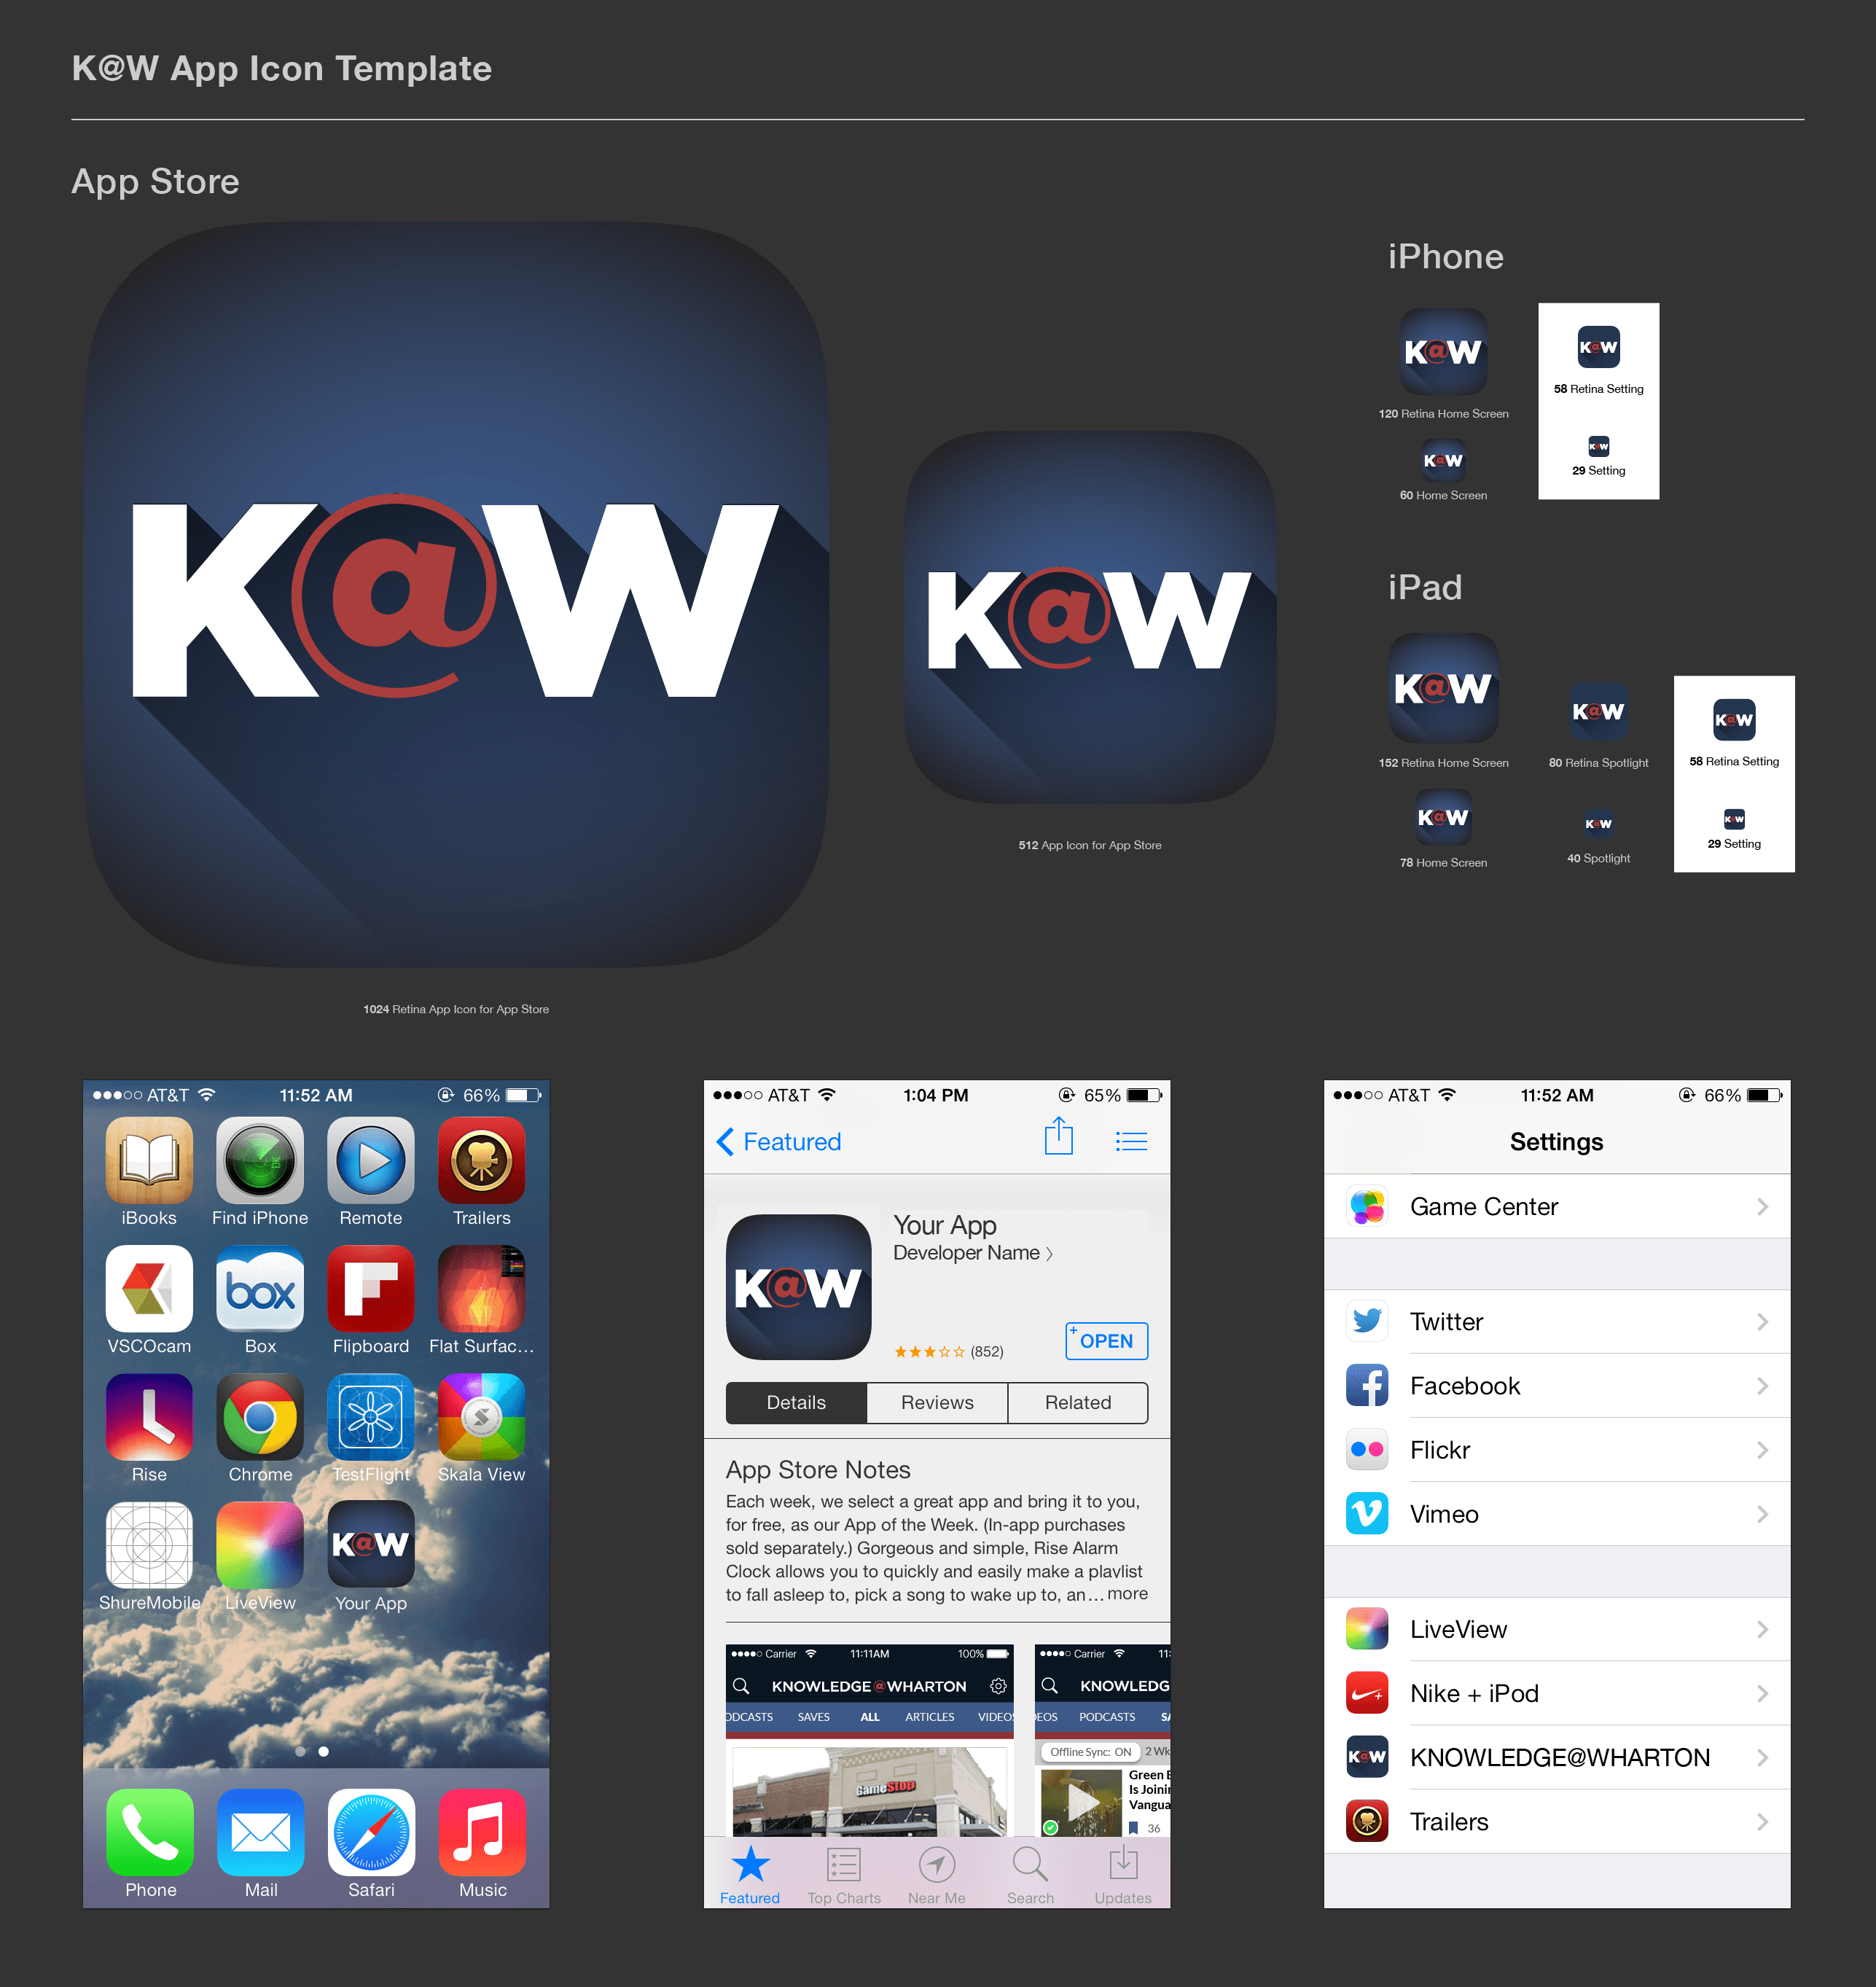 K@W App Icon Template
App Store
K@W
1024 Retina App Icon for App Store
K@W
512 App Icon for App Store
iPhone
K@W
120 Retina Home Screen
K@W
60 Home Screen
K@W
58 Retina Setting
K@W
29 Setting
iPad
K@W
152 Retina Home Screen
K@W
78 Home Screen
K@W
80 Retina Spotlight
K@W
40 Spotlight
K@W
58 Retina Setting
K@W
29 Setting
AT&T 11:52 AM 66%
iBooks Find iPhone Remote Trailers
box
VSCOcam Box Flipboard Flat Surfac...
Rise Chrome TestFlight Skala View
K@W
ShureMobile LiveView Your App
Phone Mail Safari Music
AT&T 1:04 PM 65%
Featured
K@W
Your App
Developer Name
(852)
+ OPEN
Details Reviews Related
App Store Notes
Each week, we select a great app and bring it to you,
for free, as our App of the Week. (In-app purchases
sold separately.) Gorgeous and simple, Rise Alarm
Clock allows you to quickly and easily make a playlist
to fall asleep to, pick a song to wake up to, an... more
Carrier 11:11AM 100%
KNOWLEDGE@WHARTON
ODCASTS SAVES ALL ARTICLES VIDEOS
GameStop
Carrier 11:
KNOWLEDG
DEOS PODCASTS SA
Offline Sync: ON 2 Wk
Green E
Is Joinin
Vangua
36
Featured Top Charts Near Me Search Updates
AT&T 11:52 AM 66%
Settings
Game Center
Twitter
Facebook
Flickr
Vimeo
LiveView
Nike + iPod
K@W KNOWLEDGE@WHARTON
Trailers